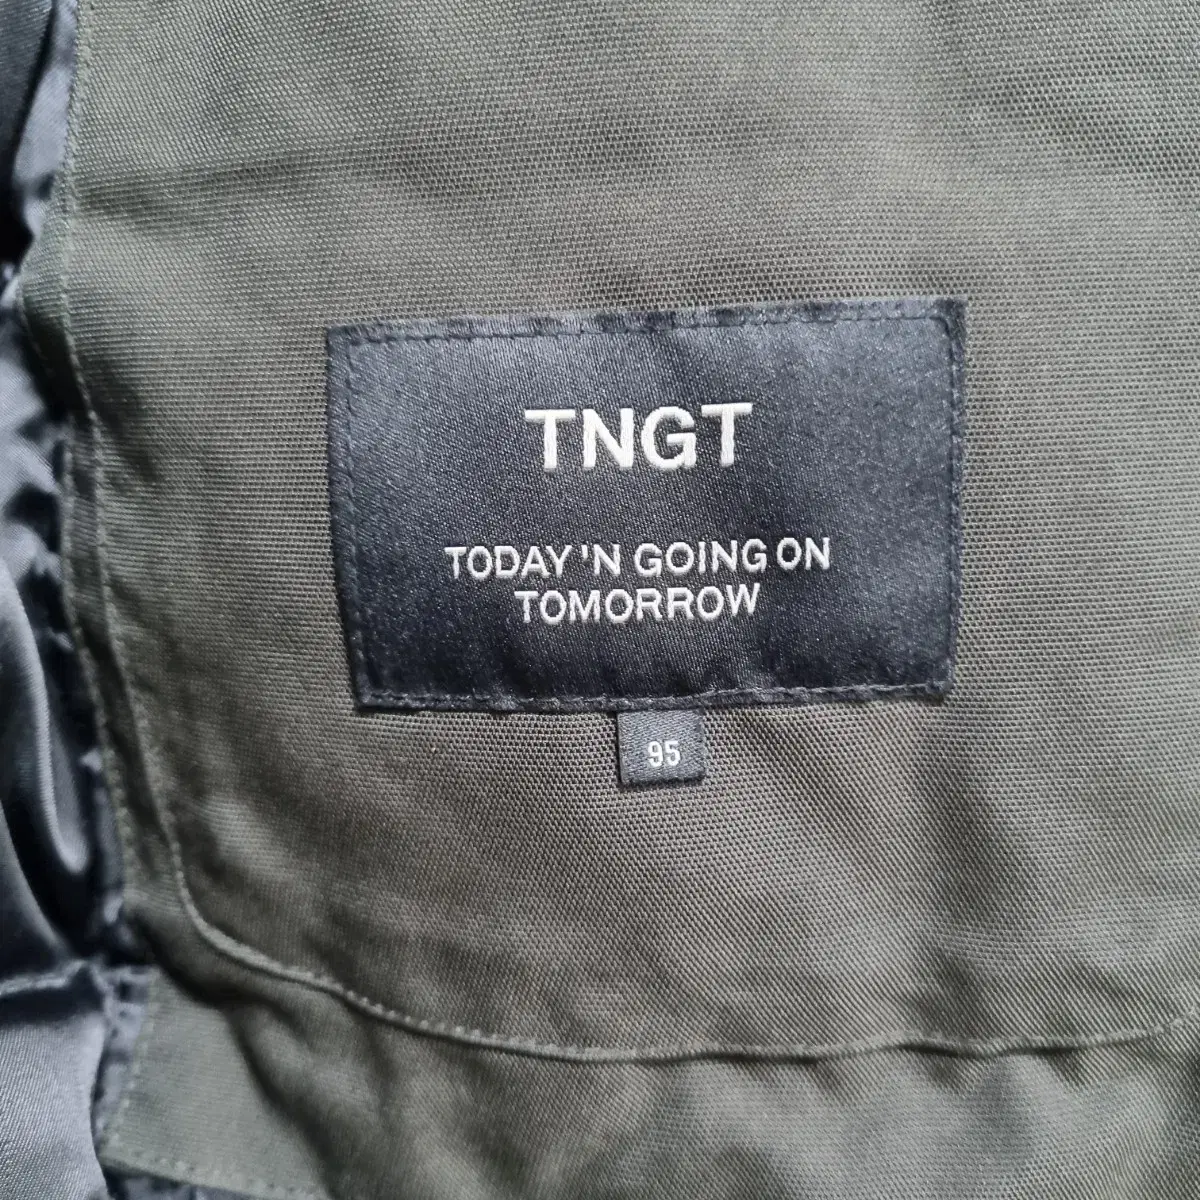 TNGT
TODAY 'N GOING ON
TOMORROW
95